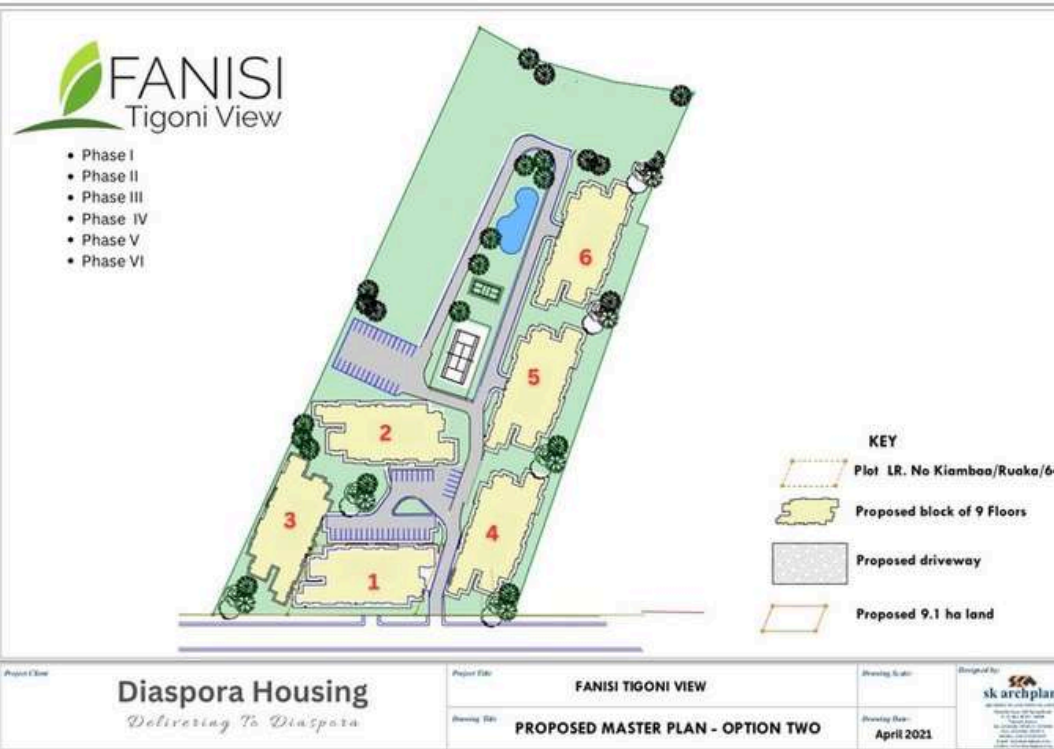 FANISI
Tigoni View
• Phase I
• Phase II
• Phase III
• Phase IV
• Phase V
• Phase VI
6
5
2
3
4
1
KEY
Plot LR. No Kiambaa/Ruaka/6
Proposed block of 9 Floors
Proposed driveway
Proposed 9.1 ha land
Project Client
Diaspora Housing
Delivering To Diaspora
Project Title
FANISI TIGONI VIEW
Drawing Title
PROPOSED MASTER PLAN - OPTION TWO
Drawing Scale:
Drawing Date:
April 2021
Designed by:
sk archplan